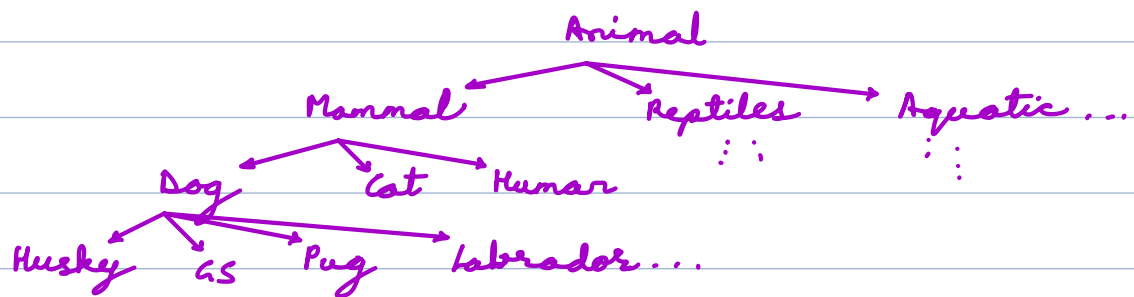 Animal
Mammal Reptiles Aquatic ....
Dog Cat Human
Husky GS Pug Labrador ...